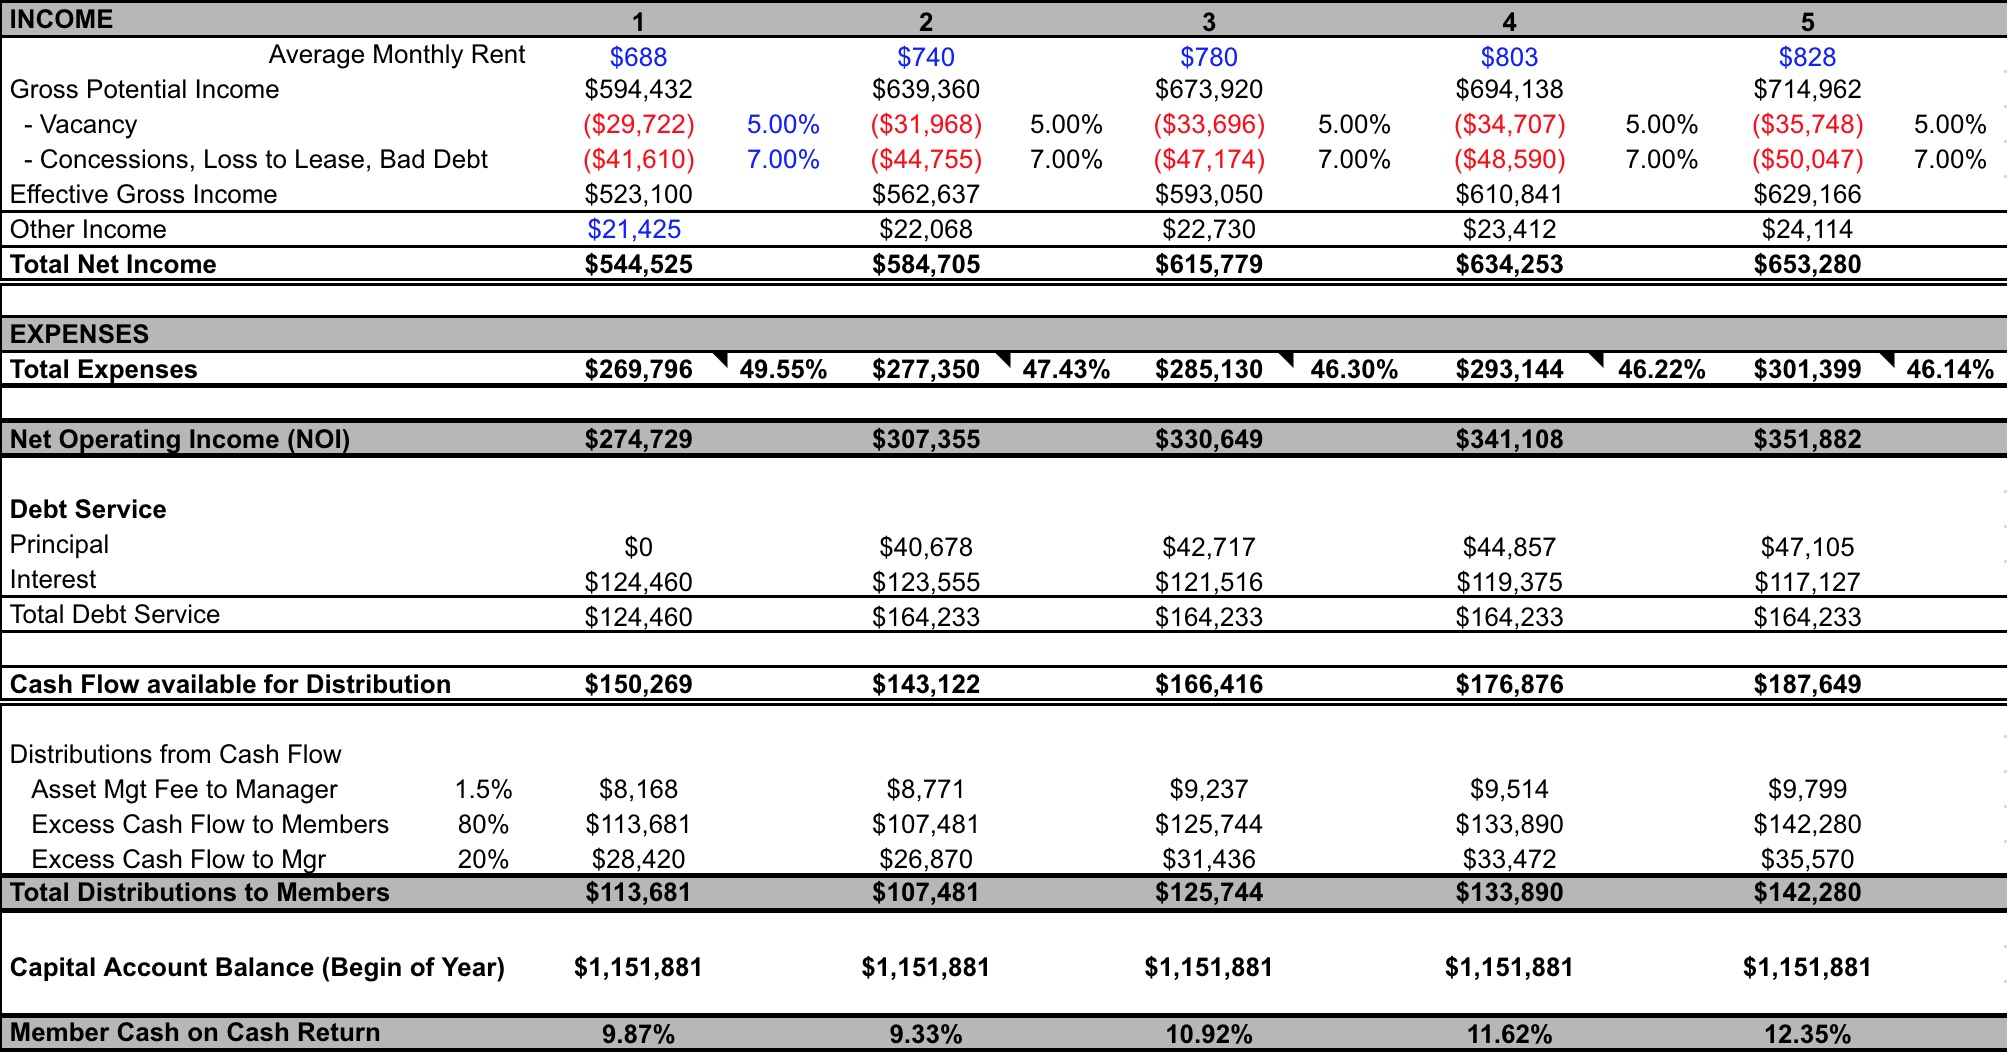 INCOME 1 2 3 4 5
Average Monthly Rent $688 $740 $780 $803 $828
Gross Potential Income $594,432 $639,360 $673,920 $694,138 $714,962
- Vacancy ($29,722) 5.00% ($31,968) 5.00% ($33,696) 5.00% ($34,707) 5.00% ($35,748) 5.00%
- Concessions, Loss to Lease, Bad Debt ($41,610) 7.00% ($44,755) 7.00% ($47,174) 7.00% ($48,590) 7.00% ($50,047) 7.00%
Effective Gross Income $523,100 $562,637 $593,050 $610,841 $629,166
Other Income $21,425 $22,068 $22,730 $23,412 $24,114
Total Net Income $544,525 $584,705 $615,779 $634,253 $653,280
EXPENSES
Total Expenses $269,796 49.55% $277,350 47.43% $285,130 46.30% $293,144 46.22% $301,399 46.14%
Net Operating Income (NOI) $274,729 $307,355 $330,649 $341,108 $351,882
Debt Service
Principal $0 $40,678 $42,717 $44,857 $47,105
Interest $124,460 $123,555 $121,516 $119,375 $117,127
Total Debt Service $124,460 $164,233 $164,233 $164,233 $164,233
Cash Flow available for Distribution $150,269 $143,122 $166,416 $176,876 $187,649
Distributions from Cash Flow
Asset Mgt Fee to Manager 1.5% $8,168 $8,771 $9,237 $9,514 $9,799
Excess Cash Flow to Members 80% $113,681 $107,481 $125,744 $133,890 $142,280
Excess Cash Flow to Mgr 20% $28,420 $26,870 $31,436 $33,472 $35,570
Total Distributions to Members $113,681 $107,481 $125,744 $133,890 $142,280
Capital Account Balance (Begin of Year) $1,151,881 $1,151,881 $1,151,881 $1,151,881 $1,151,881
Member Cash on Cash Return 9.87% 9.33% 10.92% 11.62% 12.35%